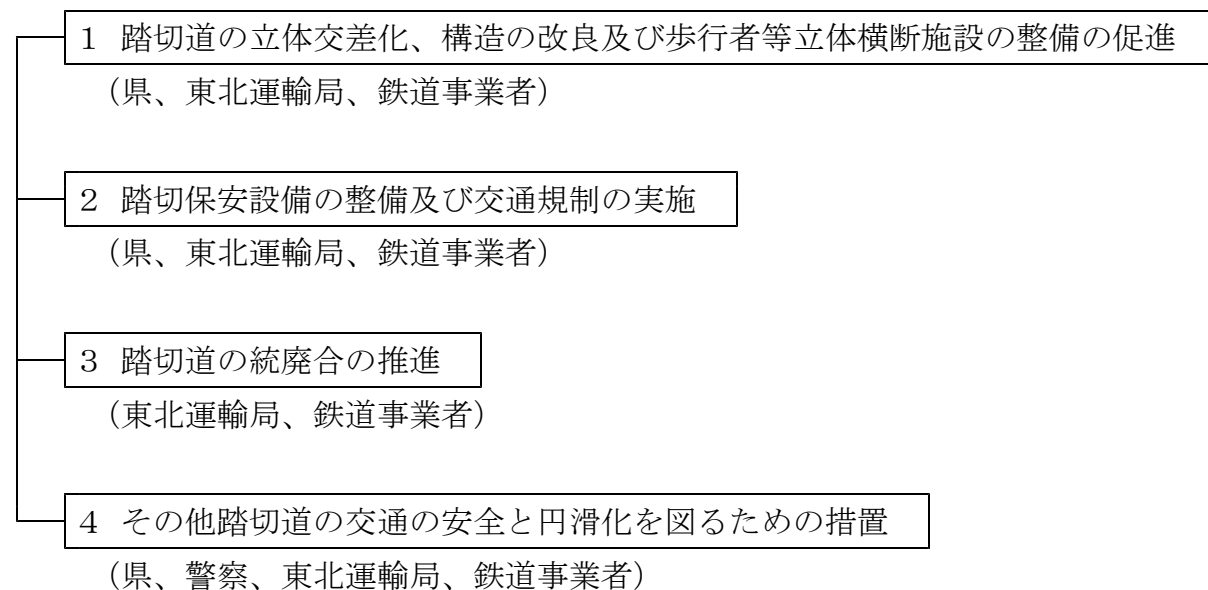 1 踏切道の立体交差化、構造の改良及び歩行者等立体横断施設の整備の促進
（県、東北運輸局、鉄道事業者）
2 踏切保安設備の整備及び交通規制の実施
（県、東北運輸局、鉄道事業者）
3 踏切道の統廃合の推進
（東北運輸局、鉄道事業者）
4 その他踏切道の交通の安全と円滑化を図るための措置
（県、警察、東北運輸局、鉄道事業者）